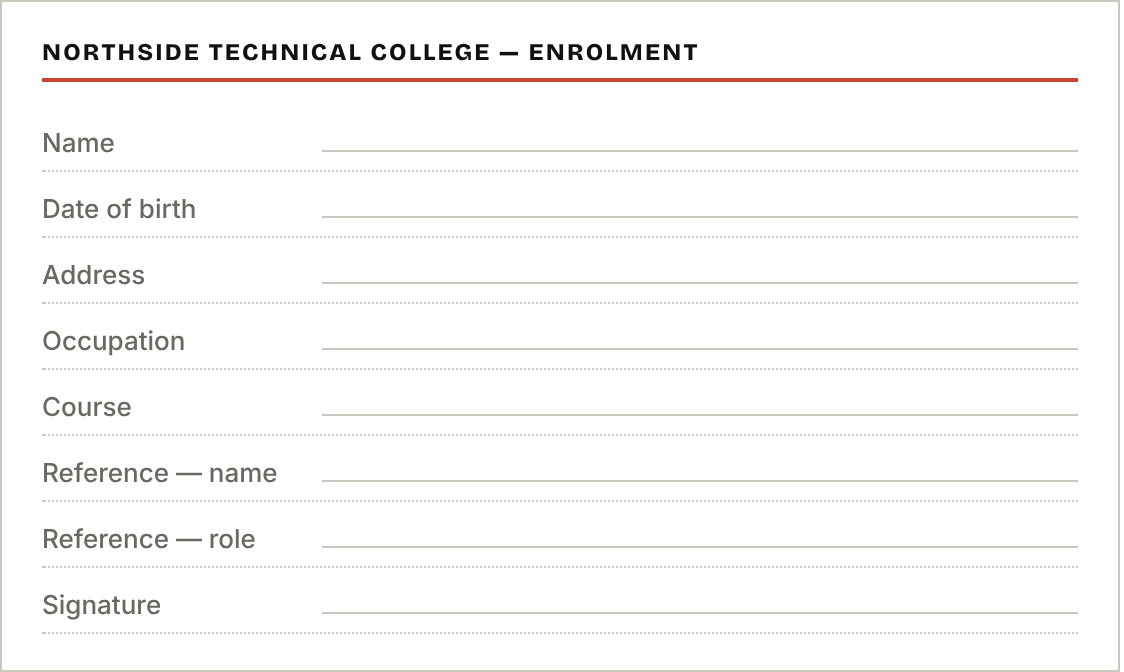 NORTHSIDE TECHNICAL COLLEGE — ENROLMENT
Name
Date of birth
Address
Occupation
Course
Reference — name
Reference — role
Signature